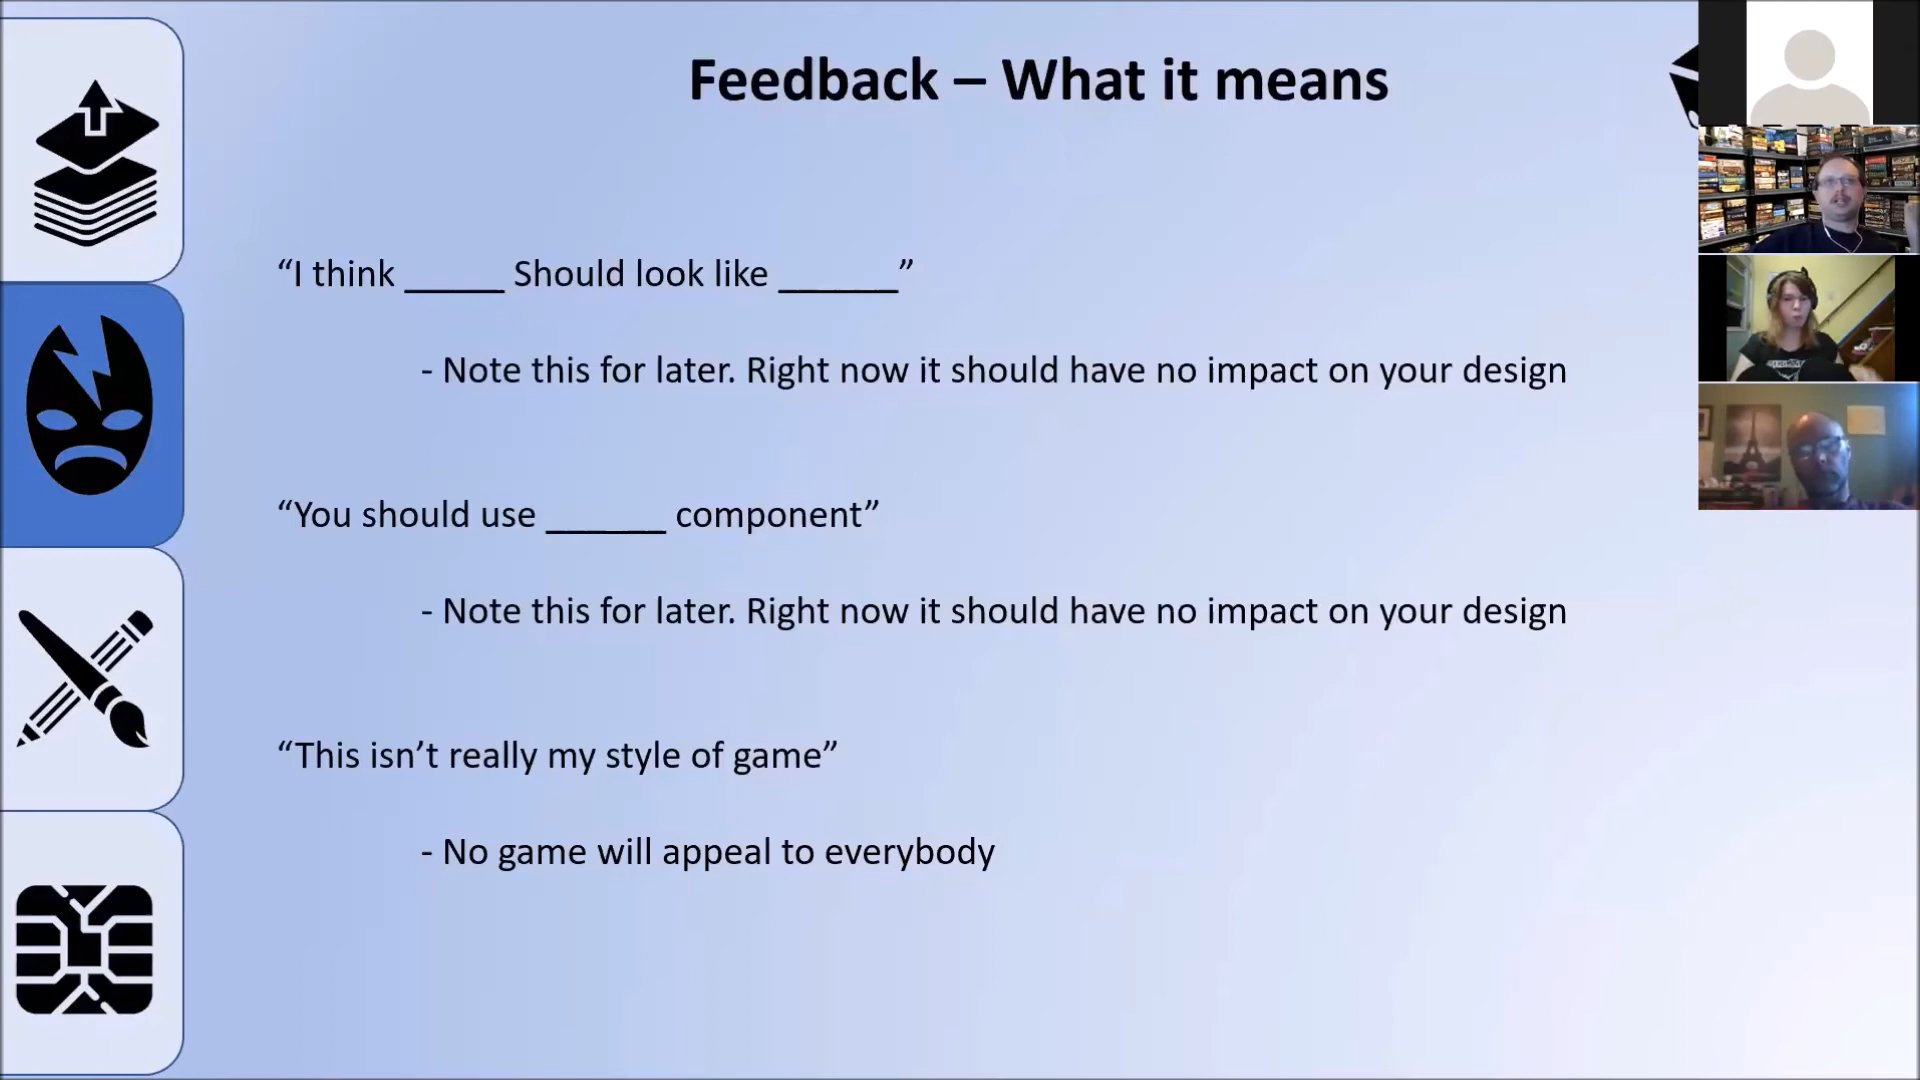 Feedback – What it means
“I think _____ Should look like ______”
- Note this for later. Right now it should have no impact on your design
“You should use ______ component”
- Note this for later. Right now it should have no impact on your design
“This isn’t really my style of game”
- No game will appeal to everybody